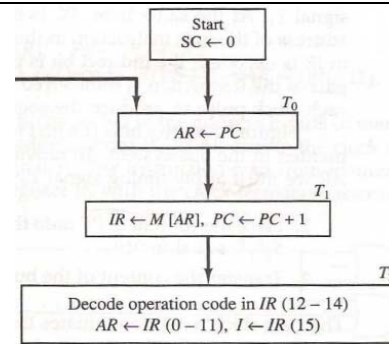 Start
SC ← 0
T₀
AR ← PC
T₁
IR ← M [AR], PC ← PC + 1
T
Decode operation code in IR (12 – 14)
AR ← IR (0 – 11), I ← IR (15)